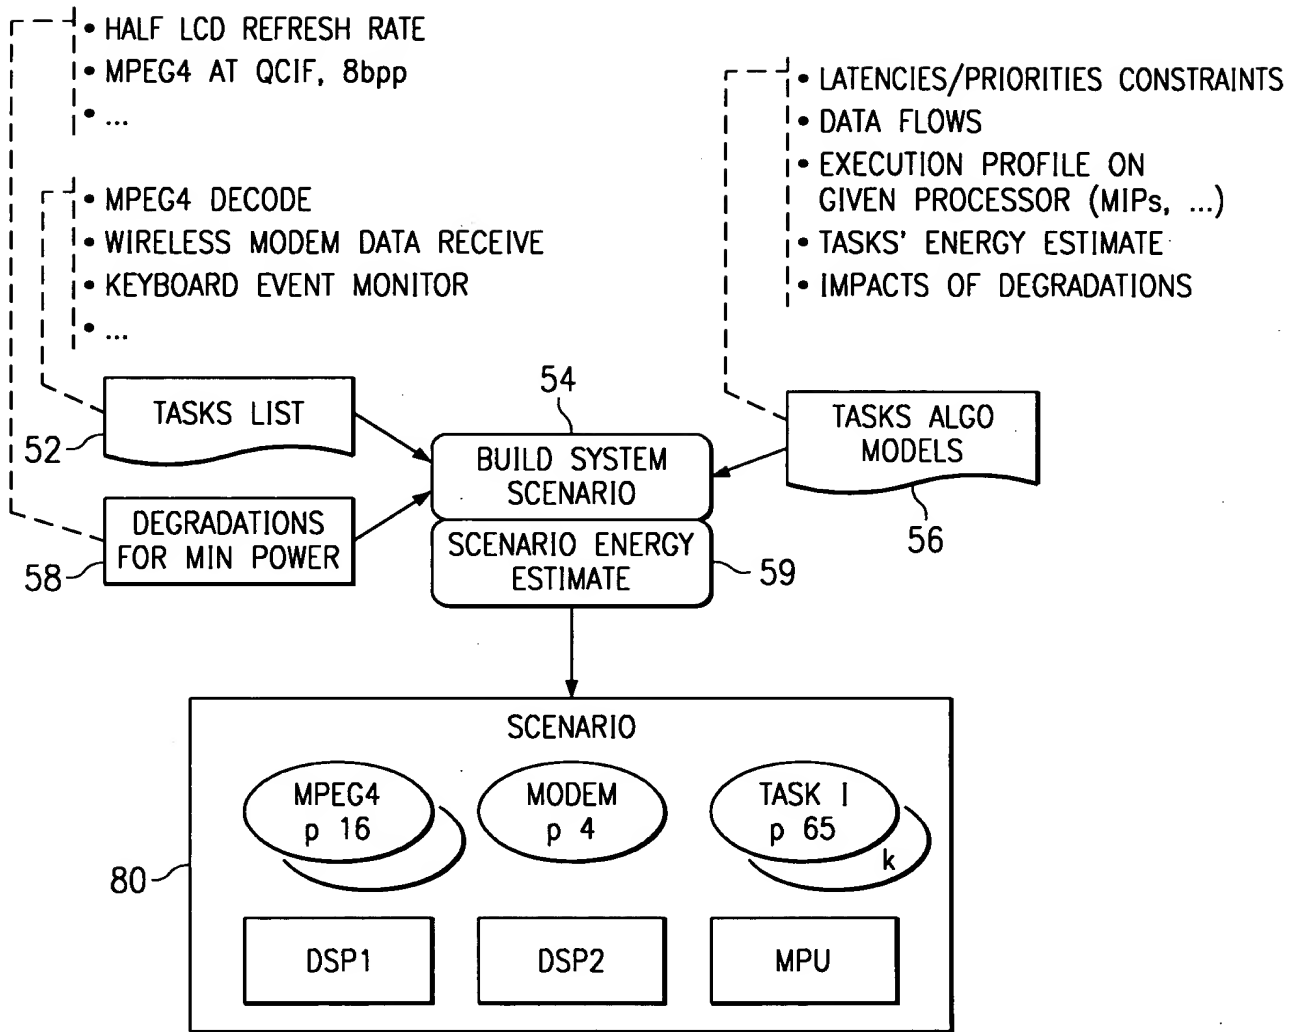 • HALF LCD REFRESH RATE
• MPEG4 AT QCIF, 8bpp
• ...
• MPEG4 DECODE
• WIRELESS MODEM DATA RECEIVE
• KEYBOARD EVENT MONITOR
• ...
• LATENCIES/PRIORITIES CONSTRAINTS
• DATA FLOWS
• EXECUTION PROFILE ON
GIVEN PROCESSOR (MIPs, ...)
• TASKS' ENERGY ESTIMATE
• IMPACTS OF DEGRADATIONS
TASKS LIST
52
DEGRADATIONS
FOR MIN POWER
58
54
BUILD SYSTEM
SCENARIO
SCENARIO ENERGY
ESTIMATE
59
TASKS ALGO
MODELS
56
SCENARIO
MPEG4
p 16
MODEM
p 4
TASK I
p 65
k
80
DSP1
DSP2
MPU